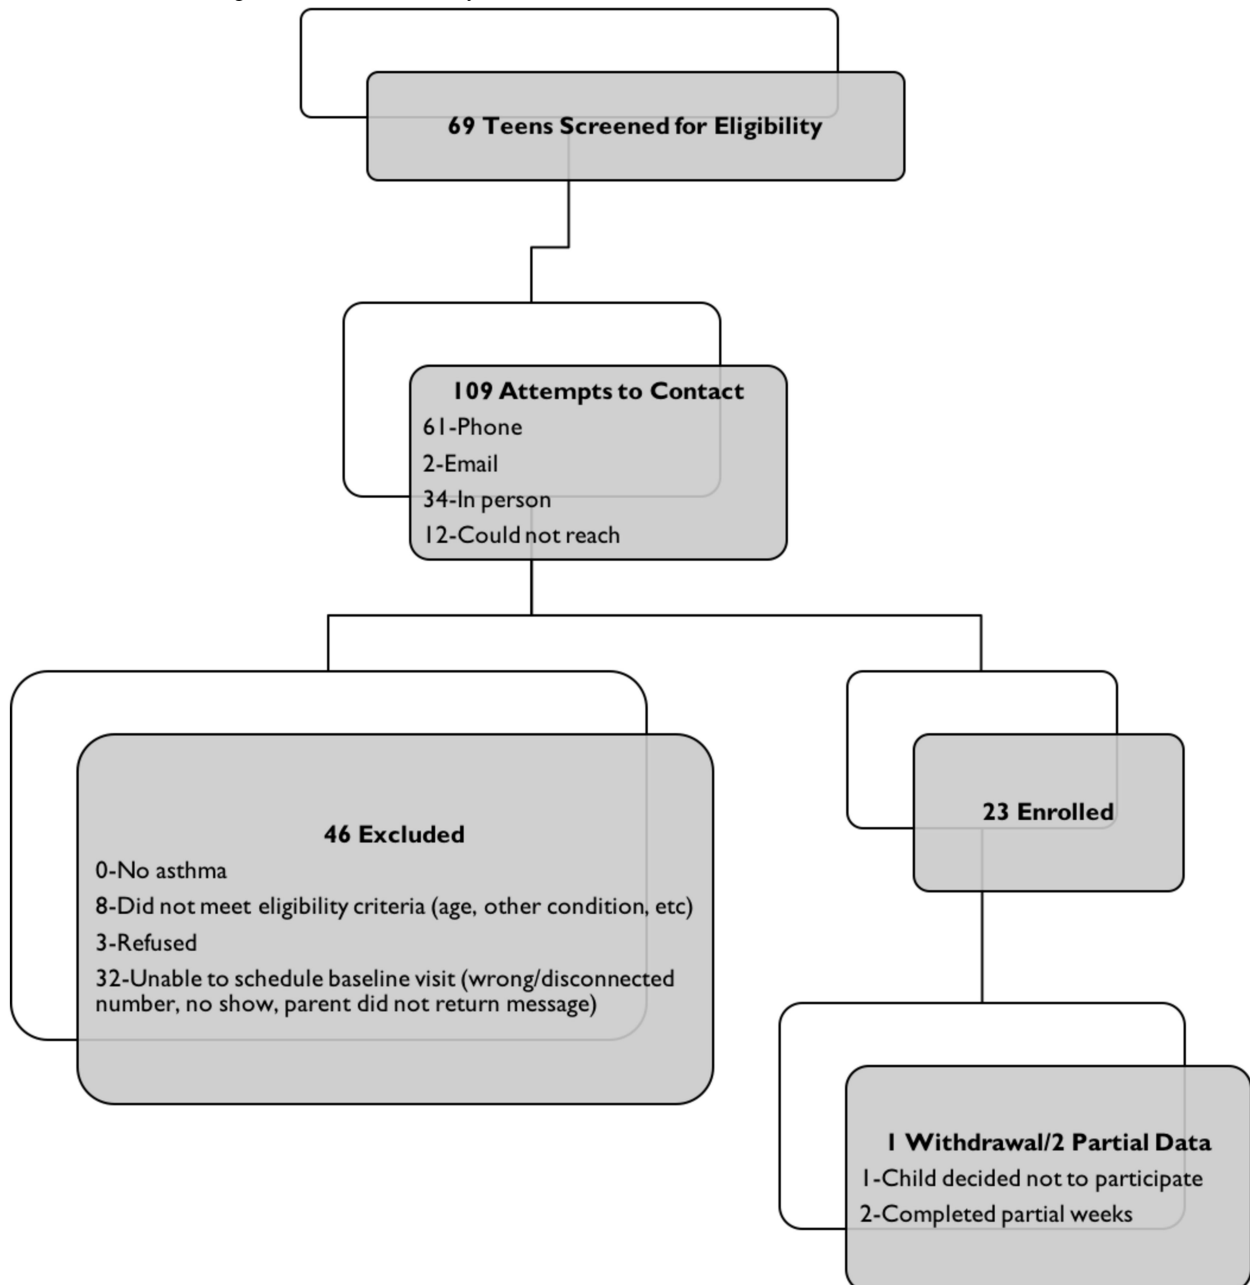 69 Teens Screened for Eligibility
109 Attempts to Contact
61-Phone
2-Email
34-In person
12-Could not reach
46 Excluded
0-No asthma
8-Did not meet eligibility criteria (age, other condition, etc)
3-Refused
32-Unable to schedule baseline visit (wrong/disconnected
number, no show, parent did not return message)
23 Enrolled
1 Withdrawal/2 Partial Data
1-Child decided not to participate
2-Completed partial weeks